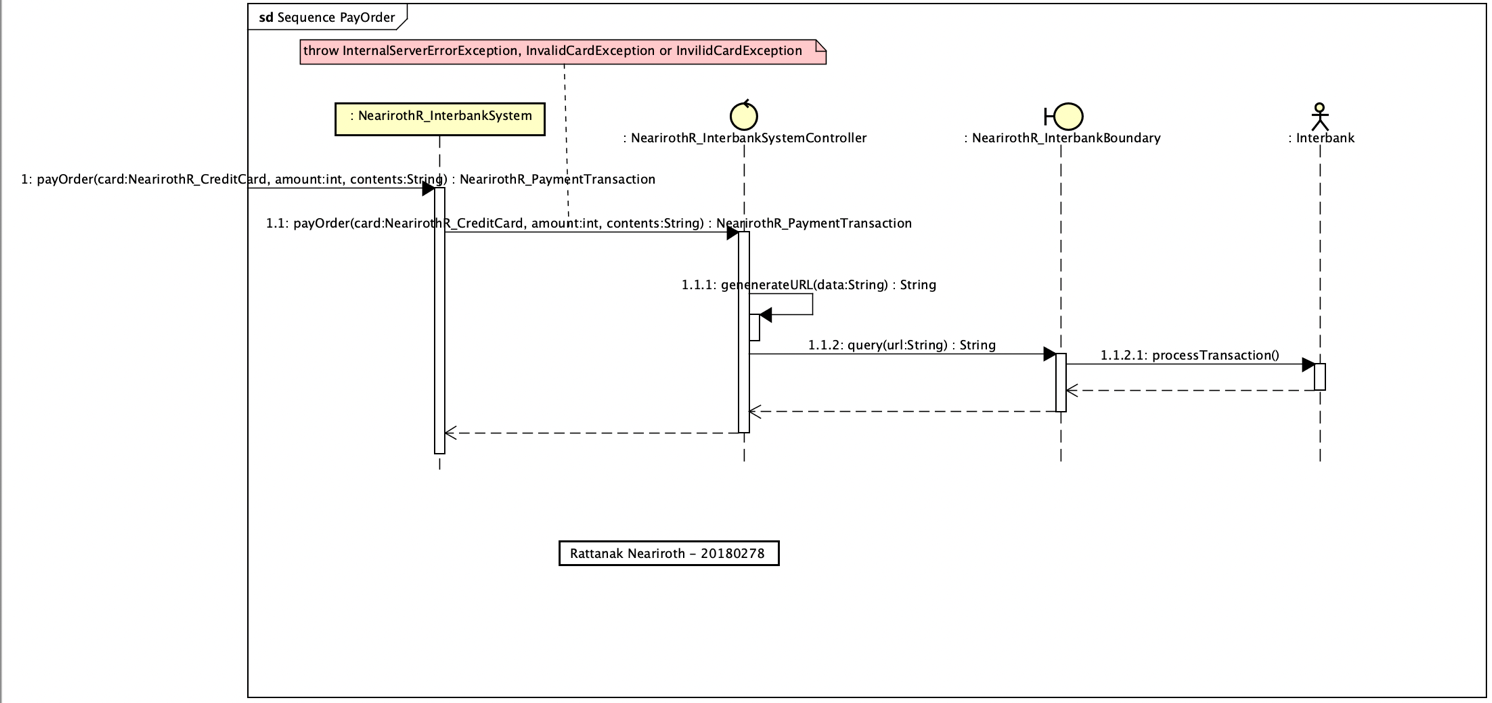 sd Sequence PayOrder
throw InternalServerErrorException, InvalidCardException or InvilidCardException
: NearirothR_InterbankSystem
: NearirothR_InterbankSystemController
: NearirothR_InterbankBoundary
: Interbank
1: payOrder(card:NearirothR_CreditCard, amount:int, contents:String) : NearirothR_PaymentTransaction
1.1: payOrder(card:NearirothR_CreditCard, amount:int, contents:String) : NearirothR_PaymentTransaction
1.1.1: genenerateURL(data:String) : String
1.1.2: query(url:String) : String
1.1.2.1: processTransaction()
Rattanak Neariroth - 20180278